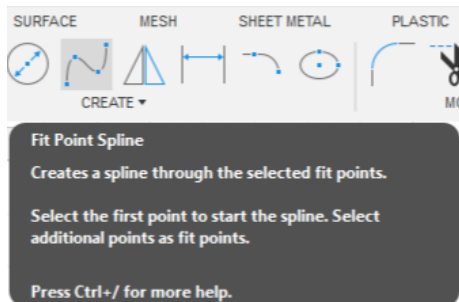 SURFACE MESH SHEET METAL PLASTIC
CREATE ▾
Fit Point Spline
Creates a spline through the selected fit points.
Select the first point to start the spline. Select
additional points as fit points.
Press Ctrl+/ for more help.